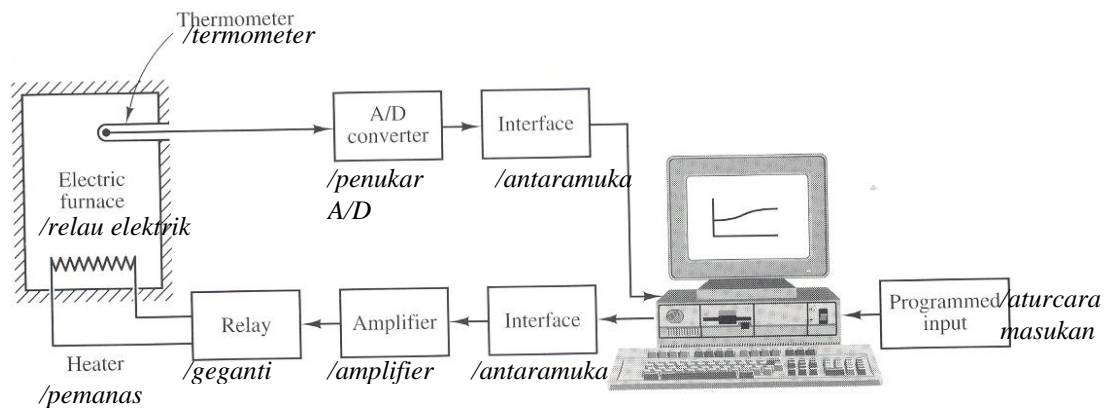 Thermometer
/termometer
A/D
converter
/penukar
A/D
Interface
/antaramuka
Electric
furnace
/relau elektrik
Heater
/pemanas
Relay
/geganti
Amplifier
/amplifier
Interface
/antaramuka
Programmed
input
/aturcara
masukan